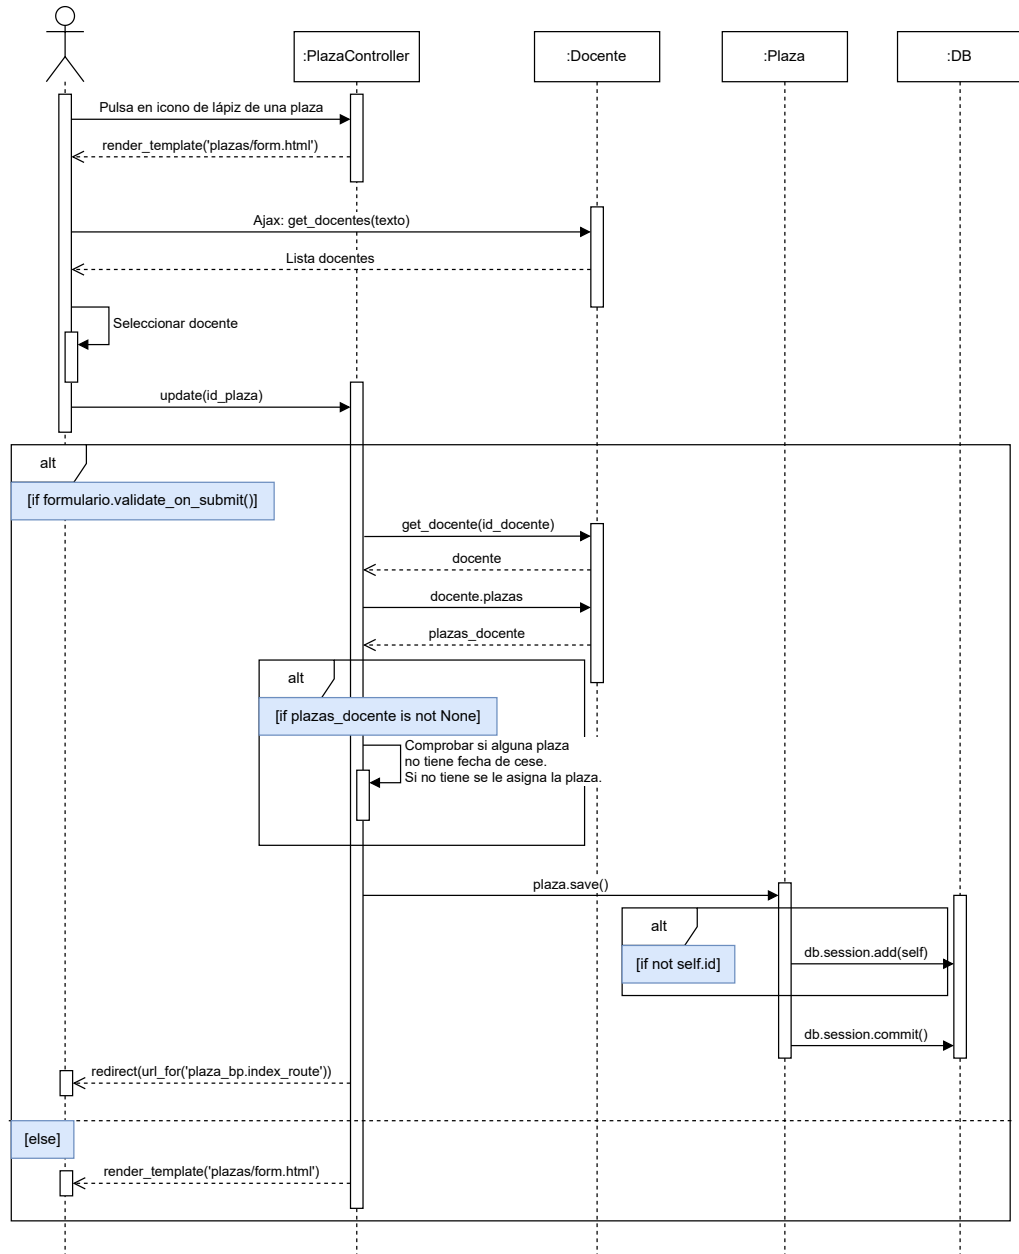 :PlazaController
:Docente
:Plaza
:DB
Pulsa en icono de lápiz de una plaza
render_template('plazas/form.html')
Ajax: get_docentes(texto)
Lista docentes
Seleccionar docente
update(id_plaza)
alt
[if formulario.validate_on_submit()]
get_docente(id_docente)
docente
docente.plazas
plazas_docente
alt
[if plazas_docente is not None]
Comprobar si alguna plaza
no tiene fecha de cese.
Si no tiene se le asigna la plaza.
plaza.save()
alt
[if not self.id]
db.session.add(self)
db.session.commit()
redirect(url_for('plaza_bp.index_route'))
[else]
render_template('plazas/form.html')